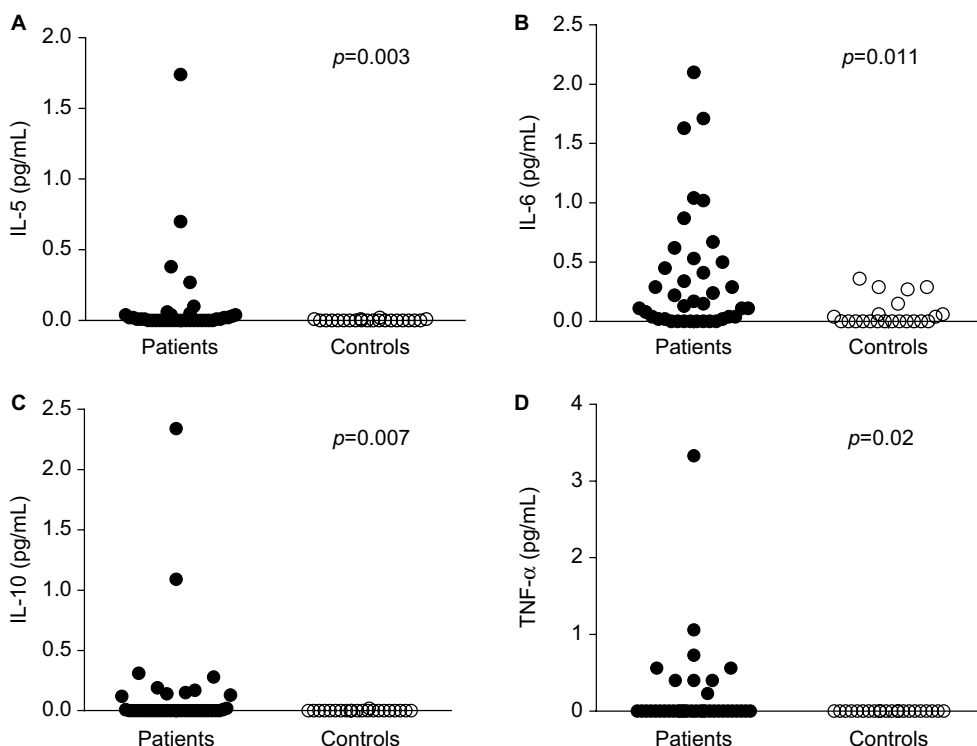 A
2.0
1.5
1.0
0.5
0.0
IL-5 (pg/mL)
p=0.003
Patients Controls
B
2.5
2.0
1.5
1.0
0.5
0.0
IL-6 (pg/mL)
p=0.011
Patients Controls
C
2.5
2.0
1.5
1.0
0.5
0.0
IL-10 (pg/mL)
p=0.007
Patients Controls
D
4
3
2
1
0
TNF-α (pg/mL)
p=0.02
Patients Controls